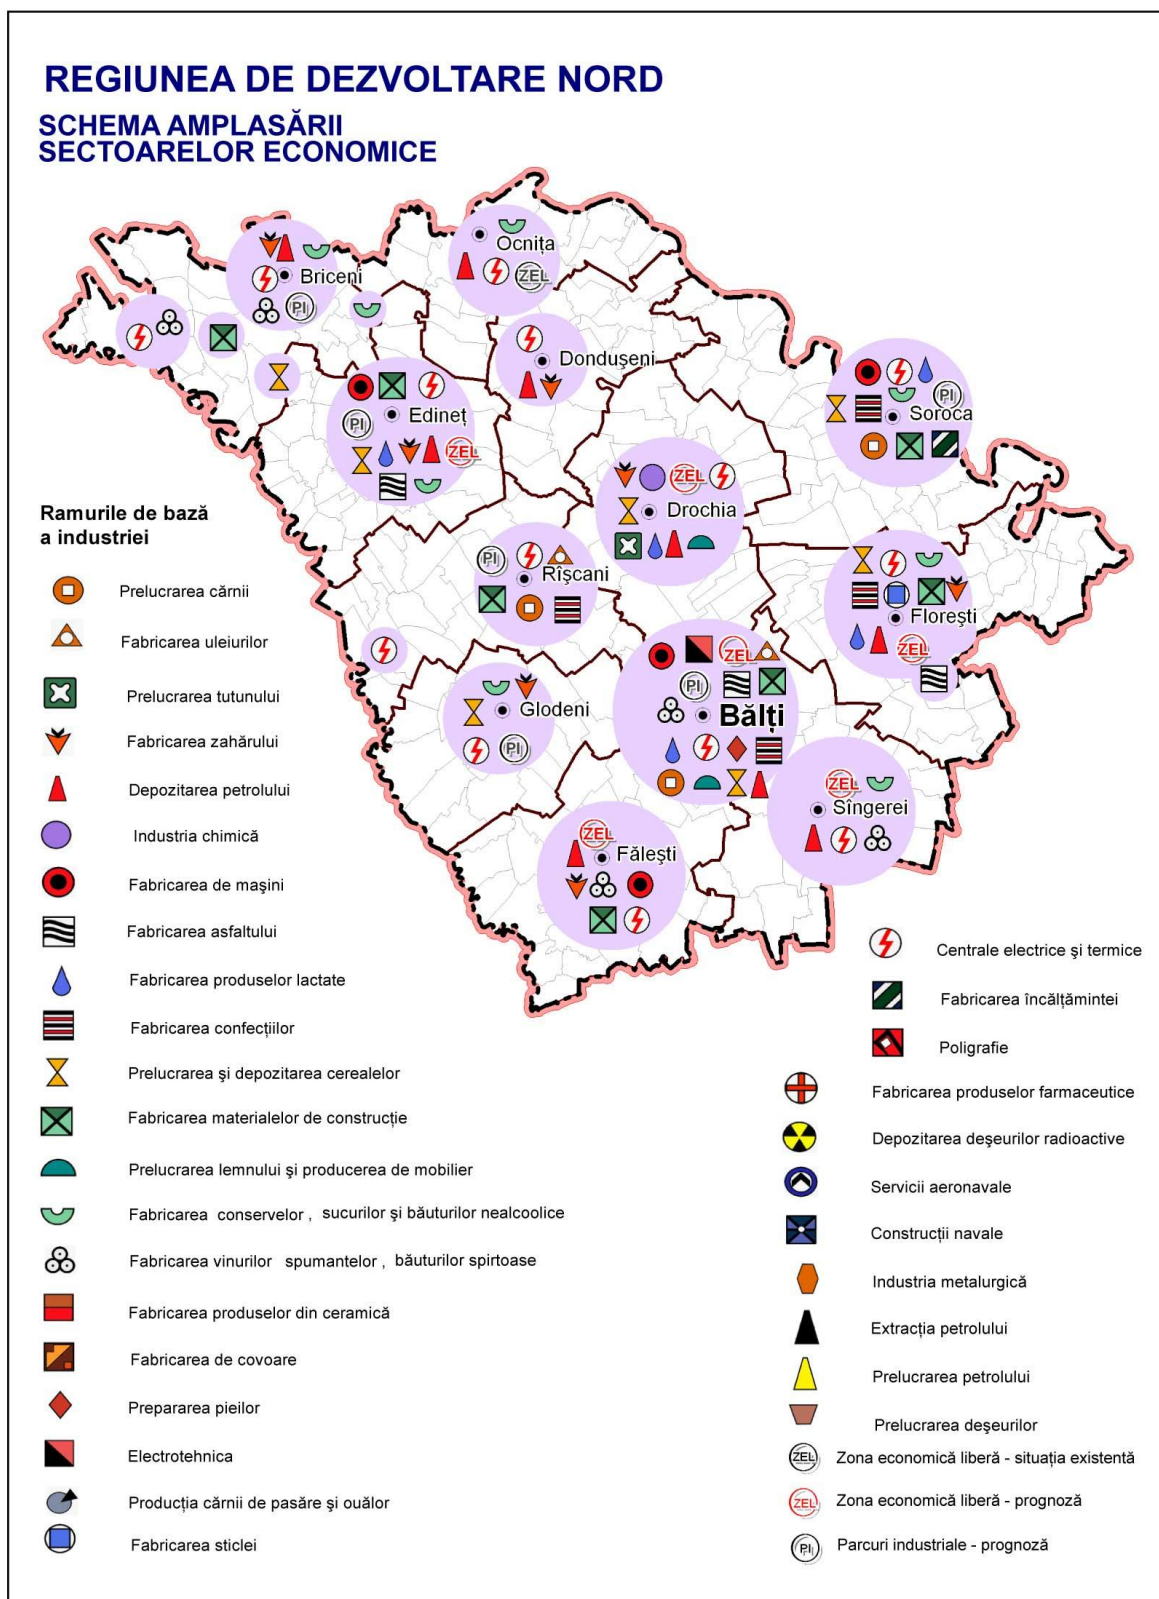 REGIUNEA DE DEZVOLTARE NORD
SCHEMA AMPLASĂRII
SECTOARELOR ECONOMICE
Ocnița
ZEL
Briceni
PI
Dondușeni
Edineț
PI
ZEL
Soroca
PI
ZEL
Drochia
PI
Rîșcani
Florești
ZEL
ZEL
PI
Bălți
Glodeni
PI
ZEL
Sîngerei
ZEL
Fălești
Ramurile de bază
a industriei
Prelucrarea cărnii
Fabricarea uleiurilor
Prelucrarea tutunului
Fabricarea zahărului
Depozitarea petrolului
Industria chimică
Fabricarea de mașini
Fabricarea asfaltului
Fabricarea produselor lactate
Fabricarea confecțiilor
Prelucrarea și depozitarea cerealelor
Fabricarea materialelor de construcție
Prelucrarea lemnului și producerea de mobilier
Fabricarea conservelor , sucurilor și băuturilor nealcoolice
Fabricarea vinurilor spumantelor , băuturilor spirtoase
Fabricarea produselor din ceramică
Fabricarea de covoare
Prepararea pieilor
Electrotehnica
Producția cărnii de pasăre și ouălor
Fabricarea sticlei
Centrale electrice și termice
Fabricarea încălțămintei
Poligrafie
Fabricarea produselor farmaceutice
Depozitarea deșeurilor radioactive
Servicii aeronavale
Construcții navale
Industria metalurgică
Extracția petrolului
Prelucrarea petrolului
Prelucrarea deșeurilor
ZEL Zona economică liberă - situația existentă
ZEL Zona economică liberă - prognoză
PI Parcuri industriale - prognoză